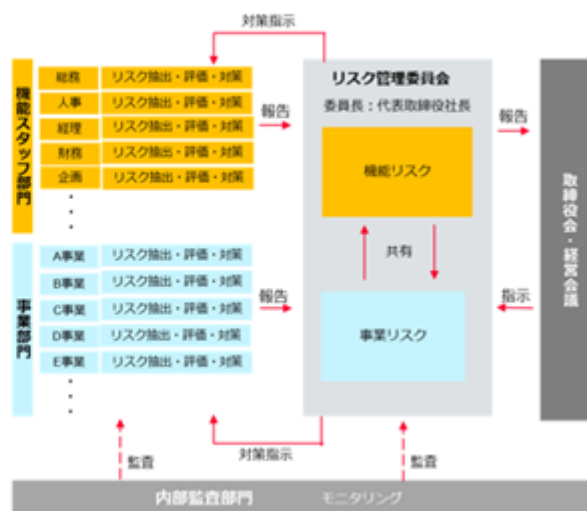 対策指示
機能スタッフ部門
総務 リスク抽出・評価・対策
人事 リスク抽出・評価・対策
経理 リスク抽出・評価・対策
財務 リスク抽出・評価・対策
企画 リスク抽出・評価・対策
・
・
・
報告
リスク管理委員会
委員長：代表取締役社長
機能リスク
共有
事業リスク
報告
指示
取締役会・経営会議
事業部門
A事業 リスク抽出・評価・対策
B事業 リスク抽出・評価・対策
C事業 リスク抽出・評価・対策
D事業 リスク抽出・評価・対策
E事業 リスク抽出・評価・対策
・
・
・
報告
対策指示
監査
監査
内部監査部門 モニタリング